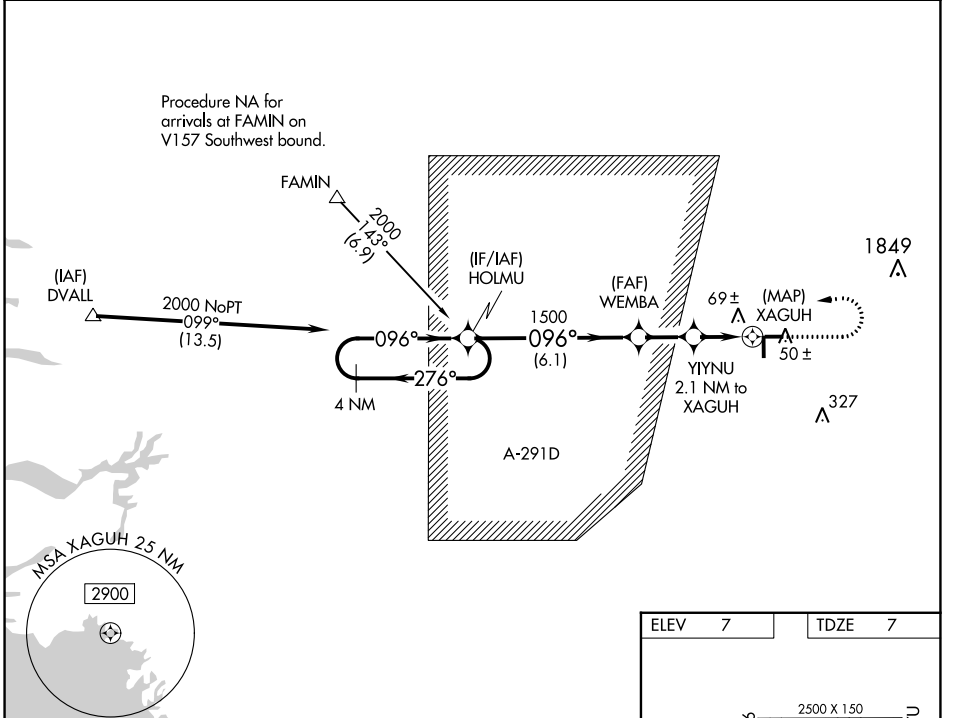 Procedure NA for
arrivals at FAMIN on
V157 Southwest bound.
FAMIN
2000
143°
(6.9)
1849
(IAF)
DVALL
2000 NoPT
099°
(13.5)
(IF/IAF)
HOLMU
(FAF)
WEMBA
69±
(MAP)
XAGUH
1500
096°
096°
(6.1)
50±
276°
4 NM
YIYNU
2.1 NM to
XAGUH
327
A-291D
MSA XAGUH 25 NM
2900
ELEV 7
TDZE 7
2500 X 150